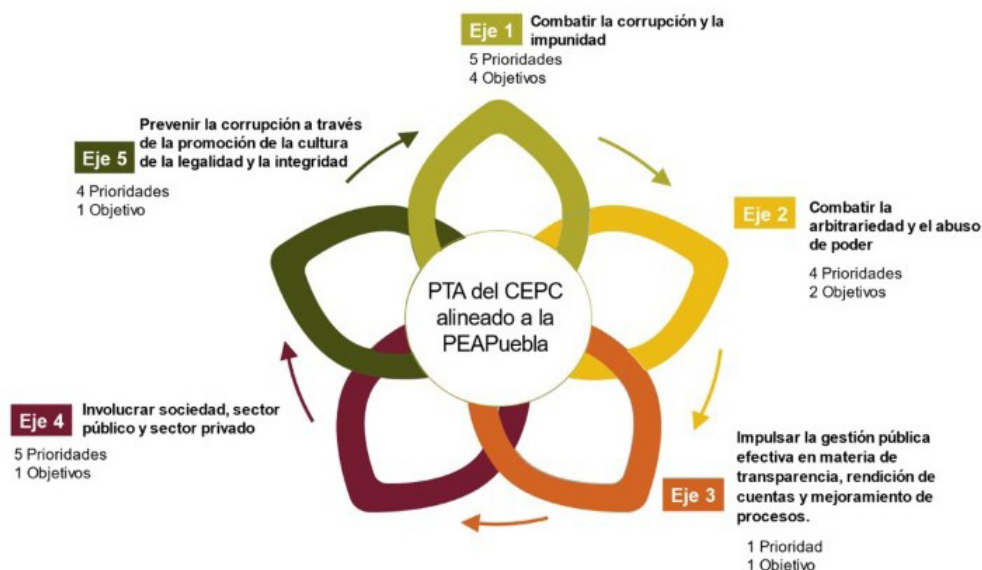 Eje 1
Combatir la corrupción y la
impunidad
5 Prioridades
4 Objetivos
Eje 2
Combatir la
arbitrariedad y el abuso
de poder
4 Prioridades
2 Objetivos
Eje 3
Impulsar la gestión pública
efectiva en materia de
transparencia, rendición de
cuentas y mejoramiento de
procesos.
1 Prioridad
1 Objetivo
Eje 4
Involucrar sociedad, sector
público y sector privado
5 Prioridades
1 Objetivos
Eje 5
Prevenir la corrupción a través
de la promoción de la cultura
de la legalidad y la integridad
4 Prioridades
1 Objetivo
PTA del CEPC
alineado a la
PEAPuebla